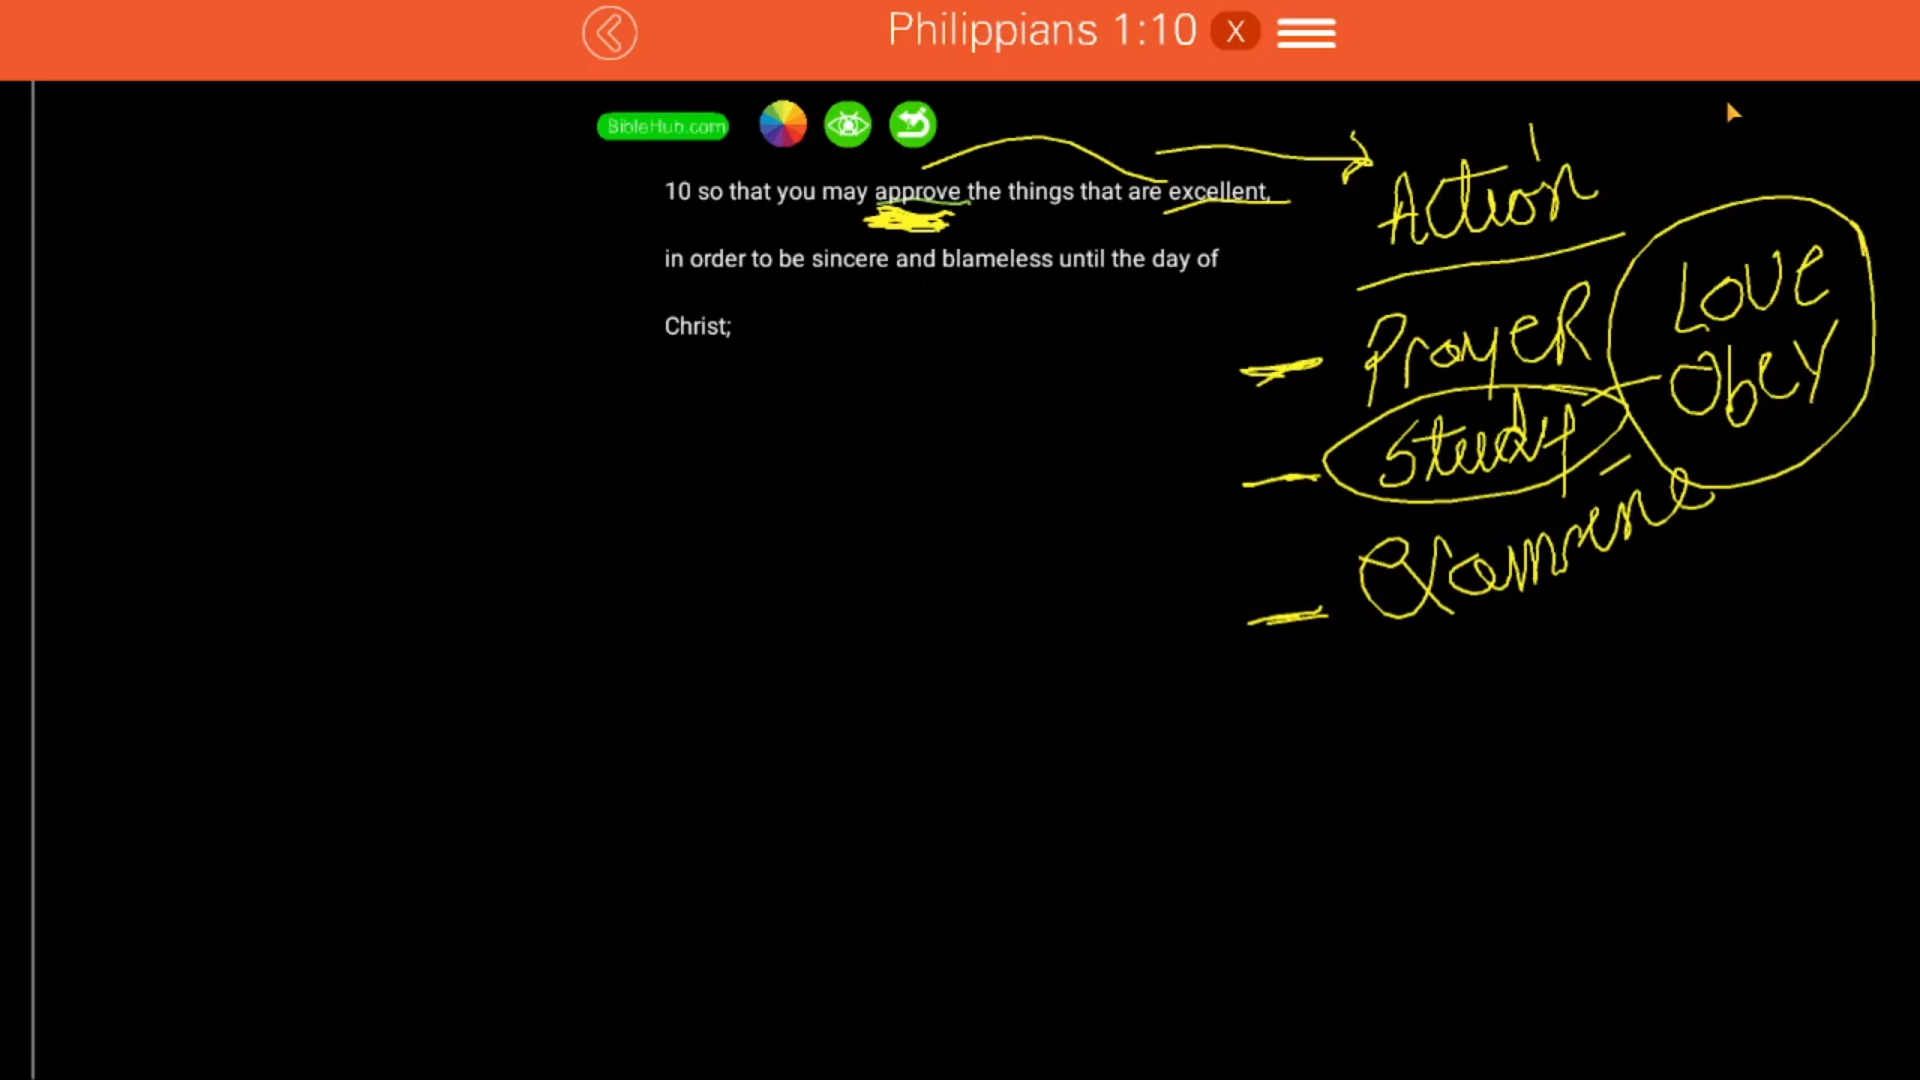 Philippians 1:10 X
BibleHub.com
10 so that you may approve the things that are excellent,
in order to be sincere and blameless until the day of
Christ;
Action
Prayer
Study
Examine
Love
Obey